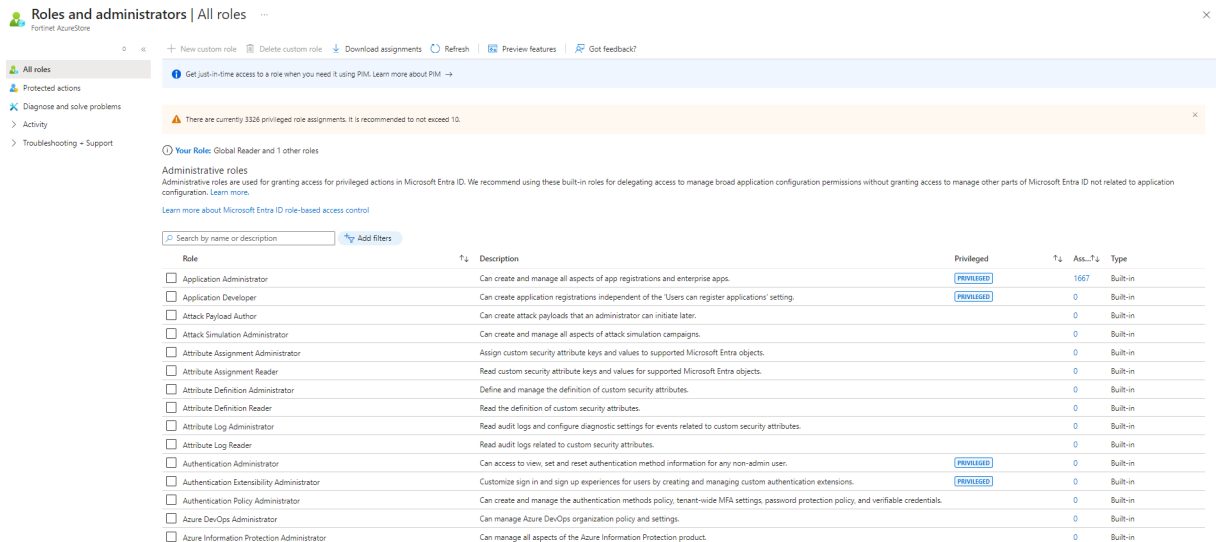 Roles and administrators | All roles ...
Fortinet AzureStore
+ New custom role Delete custom role Download assignments Refresh Preview features Got feedback?
All roles
Protected actions
Diagnose and solve problems
Activity
Troubleshooting + Support
Get just-in-time access to a role when you need it using PIM. Learn more about PIM →
There are currently 3326 privileged role assignments. It is recommended to not exceed 10.
Your Role: Global Reader and 1 other roles
Administrative roles
Administrative roles are used for granting access for privileged actions in Microsoft Entra ID. We recommend using these built-in roles for delegating access to manage broad application configuration permissions without granting access to manage other parts of Microsoft Entra ID not related to application
configuration. Learn more.
Learn more about Microsoft Entra ID role-based access control
Search by name or description Add filters
Role Description Privileged Ass... Type
Application Administrator Can create and manage all aspects of app registrations and enterprise apps. PRIVILEGED 1667 Built-in
Application Developer Can create application registrations independent of the 'Users can register applications' setting. PRIVILEGED 0 Built-in
Attack Payload Author Can create attack payloads that an administrator can initiate later. 0 Built-in
Attack Simulation Administrator Can create and manage all aspects of attack simulation campaigns. 0 Built-in
Attribute Assignment Administrator Assign custom security attribute keys and values to supported Microsoft Entra objects. 0 Built-in
Attribute Assignment Reader Read custom security attribute keys and values for supported Microsoft Entra objects. 0 Built-in
Attribute Definition Administrator Define and manage the definition of custom security attributes. 0 Built-in
Attribute Definition Reader Read the definition of custom security attributes. 0 Built-in
Attribute Log Administrator Read audit logs and configure diagnostic settings for events related to custom security attributes. 0 Built-in
Attribute Log Reader Read audit logs related to custom security attributes. 0 Built-in
Authentication Administrator Can access to view, set and reset authentication method information for any non-admin user. PRIVILEGED 0 Built-in
Authentication Extensibility Administrator Customize sign in and sign up experiences for users by creating and managing custom authentication extensions. PRIVILEGED 0 Built-in
Authentication Policy Administrator Can create and manage the authentication methods policy, tenant-wide MFA settings, password protection policy, and verifiable credentials. 0 Built-in
Azure DevOps Administrator Can manage Azure DevOps organization policy and settings. 0 Built-in
Azure Information Protection Administrator Can manage all aspects of the Azure Information Protection product. 0 Built-in